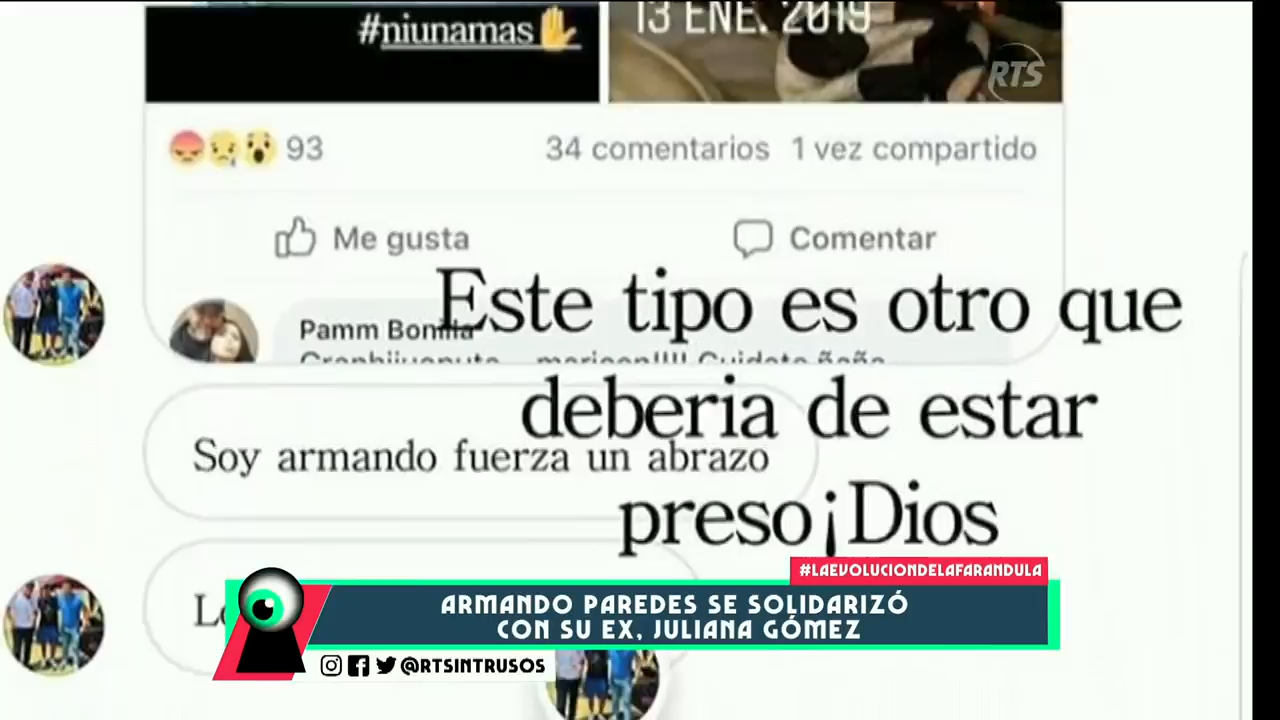 #niunamas
13 ENE. 2019
RTS
93
34 comentarios 1 vez compartido
Me gusta
Comentar
Este tipo es otro que
deberia de estar
preso¡Dios
Pamm Bonilla
Soy armando fuerza un abrazo
#LAEVOLUCIONDELAFARANDULA
ARMANDO PAREDES SE SOLIDARIZÓ
CON SU EX, JULIANA GÓMEZ
@RTSINTRUSOS